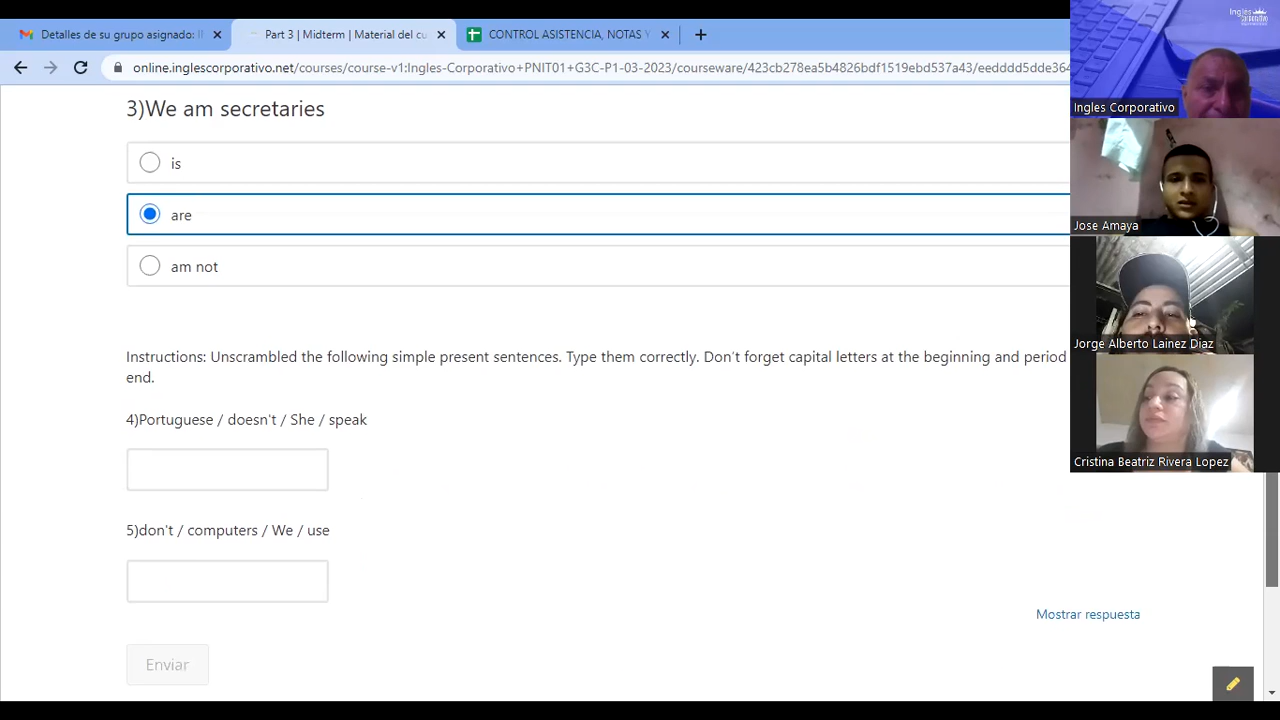 Detalles de su grupo asignado: I
Part 3 | Midterm | Material del cu
CONTROL ASISTENCIA, NOTAS Y
online.inglescorporativo.net/courses/course-v1:Ingles-Corporativo+PNIT01+G3C-P1-03-2023/courseware/423cb278ea5b4826bdf1519ebd537a43/eedddd5dde364
Ingles
corporativo
Ingles Corporativo
Jose Amaya
Jorge Alberto Lainez Diaz
Cristina Beatriz Rivera Lopez
3)We am secretaries
is
are
am not
Instructions: Unscrambled the following simple present sentences. Type them correctly. Don't forget capital letters at the beginning and period
end.
4)Portuguese / doesn't / She / speak
5)don't / computers / We / use
Mostrar respuesta
Enviar